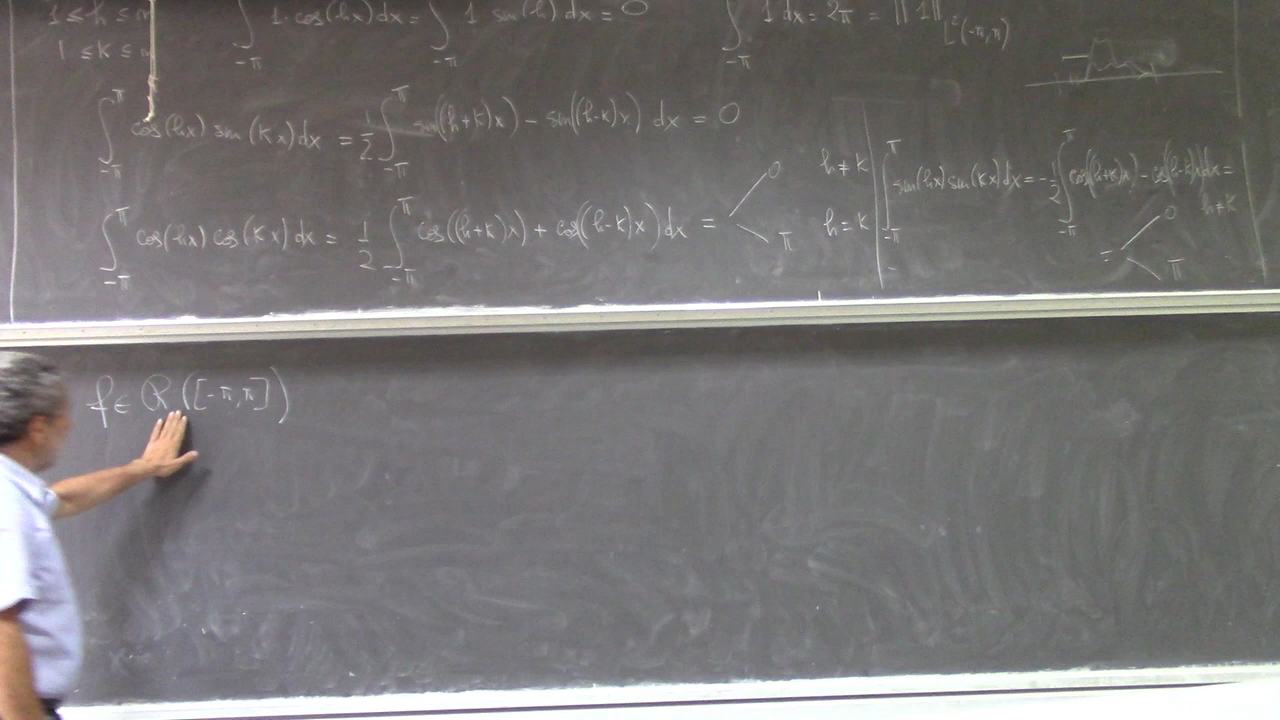 1 ≤ h ≤ n
∫_{-π} 1·cos(hx)dx = ∫_{-π} 1 sin(h) dx = 0
∫_{-π} 1 dx = 2π = ‖1‖_{L²(-π,π)}
1 ≤ k ≤ n
∫_{-π}^{π} cos(hx) sin(kx)dx = 1/2 ∫_{-π}^{π} sin((h+k)x) - sin((h-k)x) dx = 0
∫_{-π}^{π} cos(hx) cos(kx)dx = 1/2 ∫_{-π}^{π} cos((h+k)x) + cos((h-k)x)dx = 0 h≠k
π h=k
∫_{-π}^{π} sin(hx)sin(kx)dx = -1/2 ∫_{-π}^{π} cos((h+k)x) - cos((h-k)x)dx =
= 0 h≠k
π
f ∈ R([-π,π])